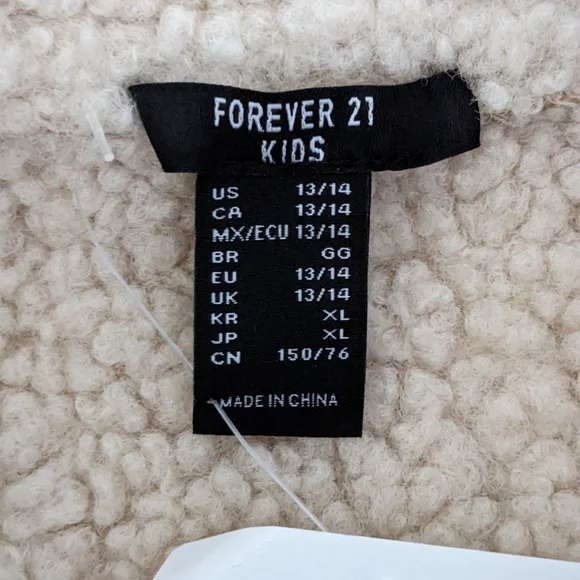 FOREVER 21
KIDS
US 13/14
CA 13/14
MX/ECU 13/14
BR GG
EU 13/14
UK 13/14
KR XL
JP XL
CN 150/76
MADE IN CHINA